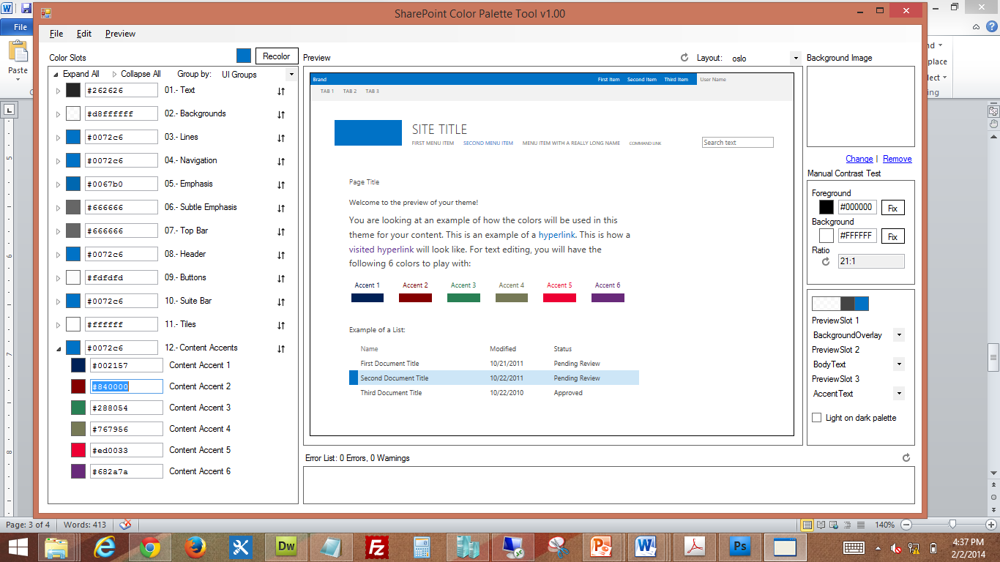 SharePoint Color Palette Tool v1.00
File
File Edit Preview
Paste
Color Slots
Recolor
Expand All Collapse All Group by: UI Groups
#262626 01.- Text
#d8ffffff 02.- Backgrounds
#0072c6 03.- Lines
#0072c6 04.- Navigation
#0067b0 05.- Emphasis
#666666 06.- Subtle Emphasis
#666666 07.- Top Bar
#0072c6 08.- Header
#fdfdfd 09.- Buttons
#0072c6 10.- Suite Bar
#ffffff 11.- Tiles
#0072c6 12.- Content Accents
#002157 Content Accent 1
#840000 Content Accent 2
#288054 Content Accent 3
#767956 Content Accent 4
#ed0033 Content Accent 5
#682a7a Content Accent 6
Preview Layout: oslo
Brand First Item Second Item Third Item User Name
TAB 1 TAB 2 TAB 3
SITE TITLE
FIRST MENU ITEM SECOND MENU ITEM MENU ITEM WITH A REALLY LONG NAME COMMAND LINK
Search text
Page Title
Welcome to the preview of your theme!
You are looking at an example of how the colors will be used in this
theme for your content. This is an example of a hyperlink. This is how a
visited hyperlink will look like. For text editing, you will have the
following 6 colors to play with:
Accent 1 Accent 2 Accent 3 Accent 4 Accent 5 Accent 6
Example of a List:
Name Modified Status
First Document Title 10/21/2011 Pending Review
Second Document Title 10/22/2011 Pending Review
Third Document Title 10/22/2010 Approved
Error List: 0 Errors, 0 Warnings
Background Image
Change | Remove
Manual Contrast Test
Foreground
#000000 Fix
Background
#FFFFFF Fix
Ratio
21:1
PreviewSlot 1
BackgroundOverlay
PreviewSlot 2
BodyText
PreviewSlot 3
AccentText
Light on dark palette
nd
place
lect
ing
5
6
7
8
Page: 3 of 4 Words: 413 140%
Dw
Fz
Ps
4:37 PM
2/2/2014